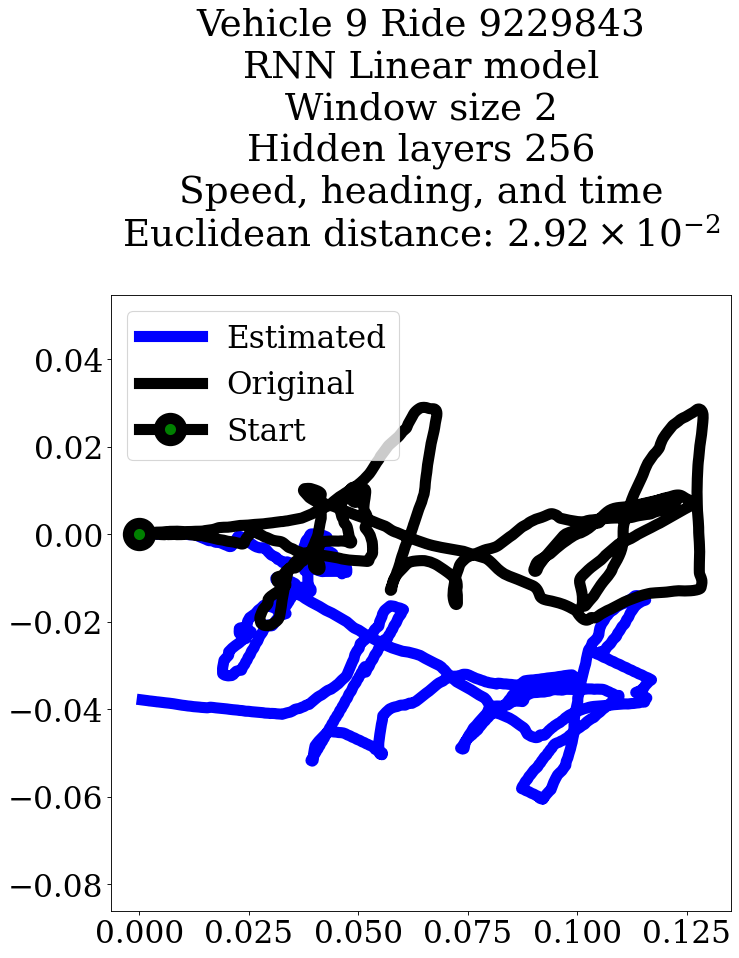 Vehicle 9 Ride 9229843
RNN Linear model
Window size 2
Hidden layers 256
Speed, heading, and time
Euclidean distance: 2.92 × 10⁻²
Estimated
Original
Start
0.04
0.02
0.00
−0.02
−0.04
−0.06
−0.08
0.000 0.025 0.050 0.075 0.100 0.125